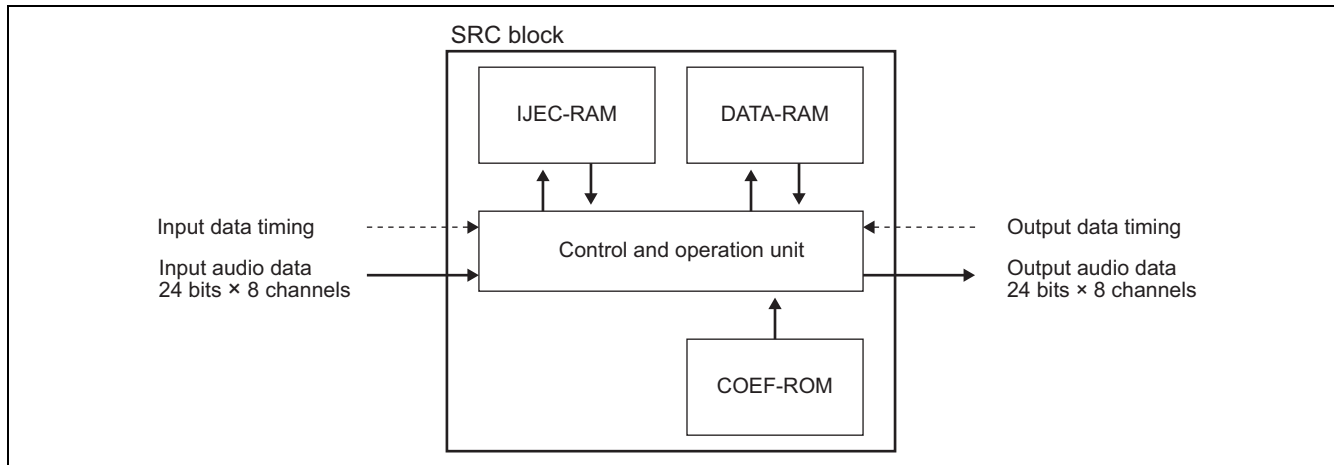 SRC block
IJEC-RAM
DATA-RAM
Input data timing
Control and operation unit
Output data timing
Input audio data
24 bits × 8 channels
Output audio data
24 bits × 8 channels
COEF-ROM